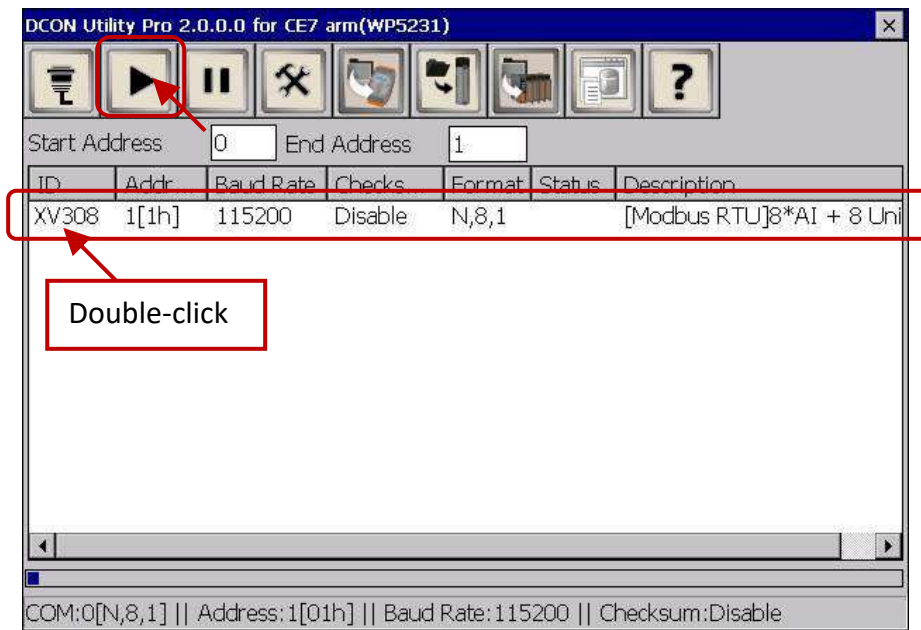 DCON Utility Pro 2.0.0.0 for CE7 arm(WP5231)
?
Start Address 0 End Address 1
ID Addr... Baud Rate Checks... Format Status Description
XV308 1[1h] 115200 Disable N,8,1 [Modbus RTU]8*AI + 8 Uni
Double-click
COM:0[N,8,1] || Address:1[01h] || Baud Rate:115200 || Checksum:Disable